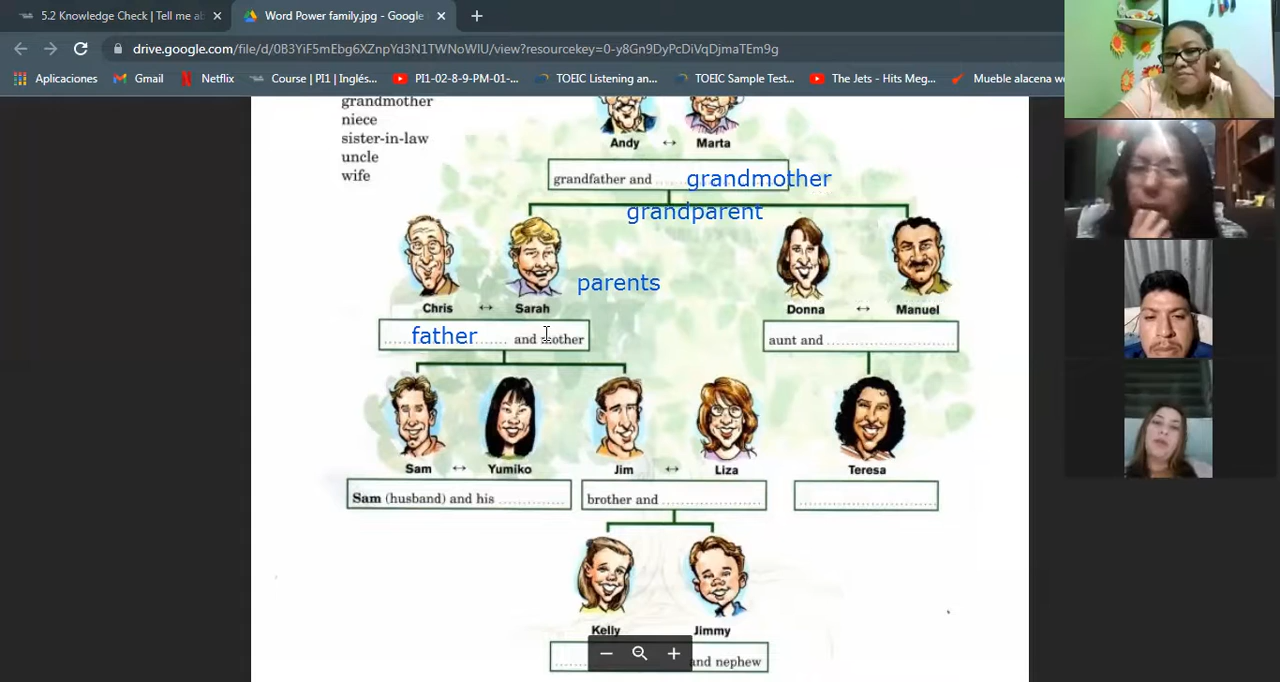 5.2 Knowledge Check | Tell me ab
Word Power family.jpg - Google
drive.google.com/file/d/0B3YiF5mEbg6XZnpYd3N1TWNoWlU/view?resourcekey=0-y8Gn9DyPcDiVqDjmaTEm9g
Aplicaciones
Gmail
Netflix
Course | PI1 | Inglés...
PI1-02-8-9-PM-01-...
TOEIC Listening an...
TOEIC Sample Test...
The Jets - Hits Meg...
Mueble alacena
grandmother
niece
sister-in-law
uncle
wife
Andy ↔ Marta
grandfather and ...... grandmother
grandparent
parents
Chris ↔ Sarah
Donna ↔ Manuel
father and mother
aunt and ............................
Sam ↔ Yumiko
Jim ↔ Liza
Teresa
Sam (husband) and his ..............
brother and .....................
............................
Kelly
Jimmy
and nephew